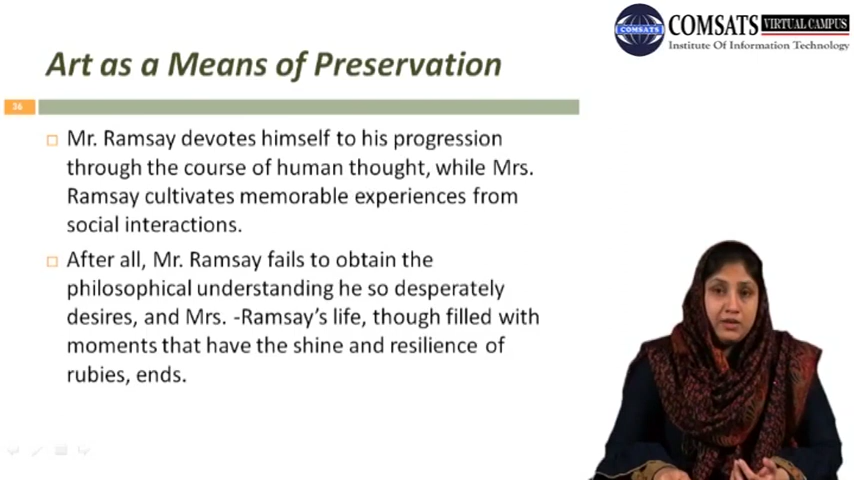 COMSATS
COMSATS VIRTUAL CAMPUS
Institute Of Information Technology
Art as a Means of Preservation
36
Mr. Ramsay devotes himself to his progression
through the course of human thought, while Mrs.
Ramsay cultivates memorable experiences from
social interactions.
After all, Mr. Ramsay fails to obtain the
philosophical understanding he so desperately
desires, and Mrs. -Ramsay’s life, though filled with
moments that have the shine and resilience of
rubies, ends.